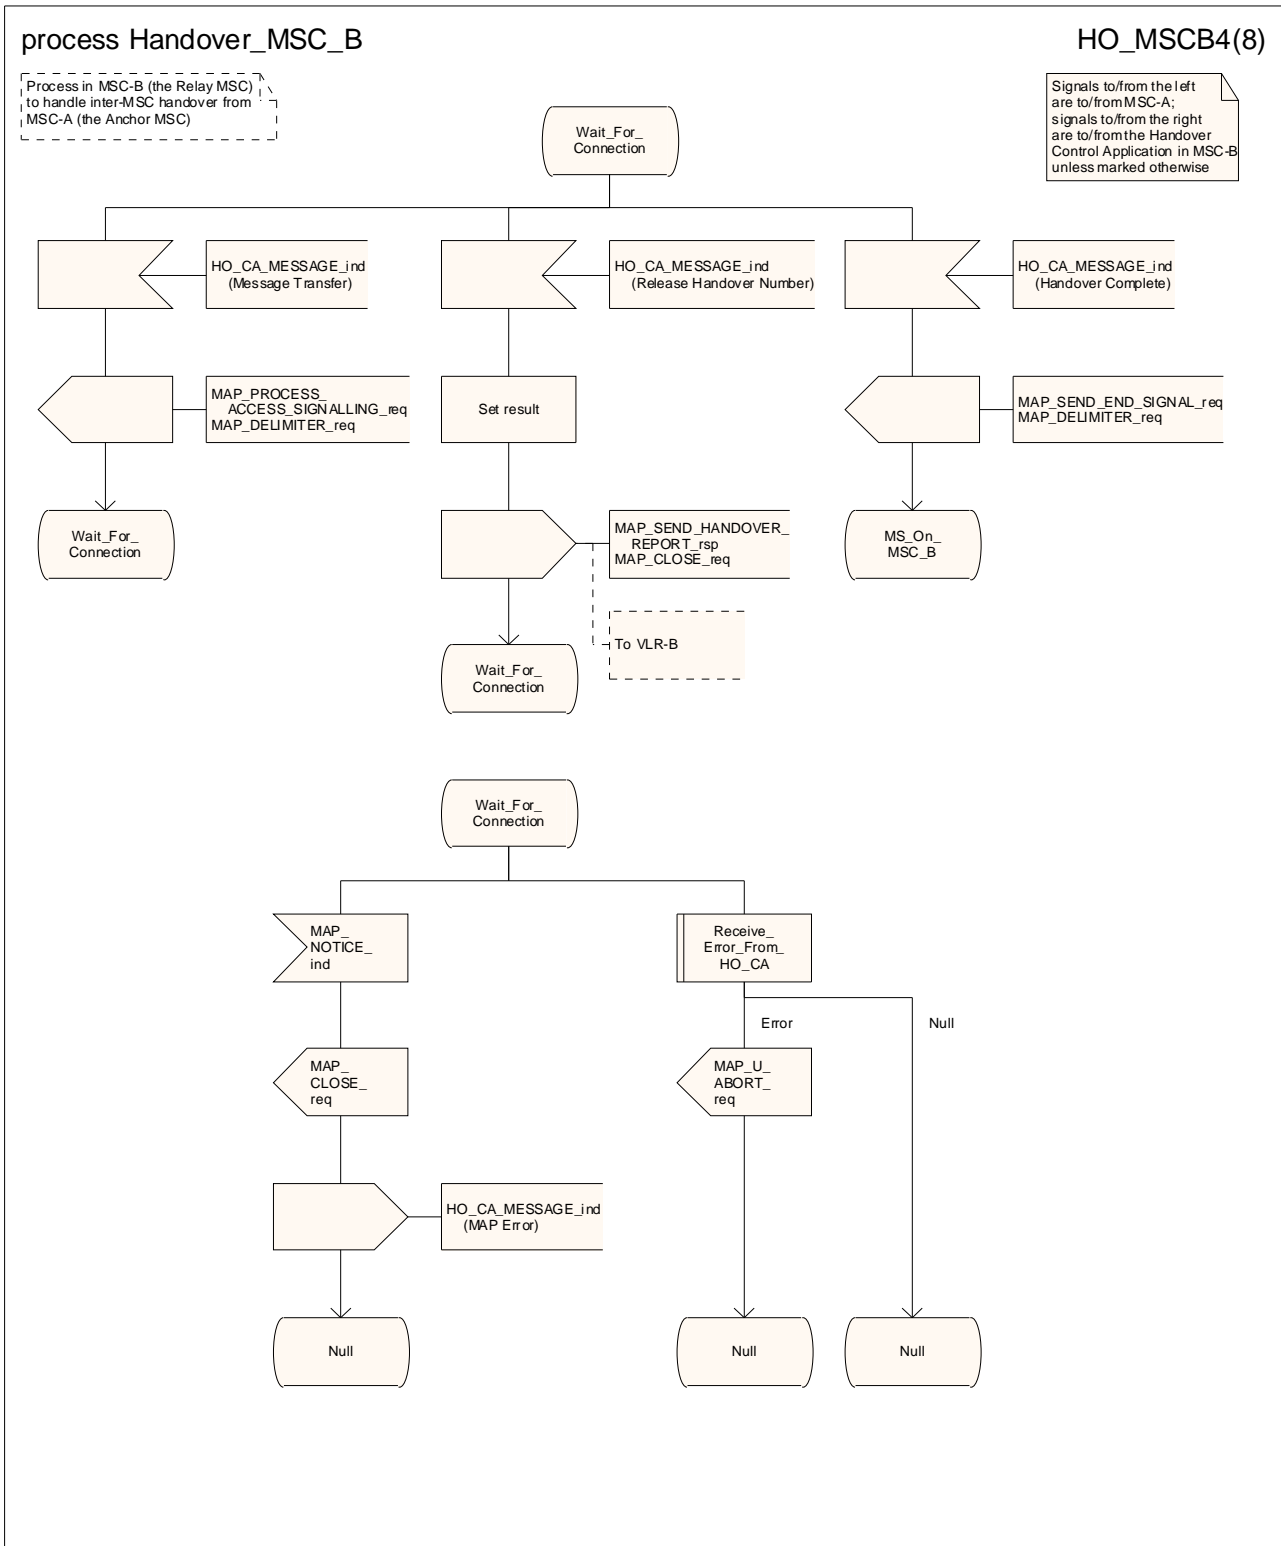 process Handover_MSC_B
HO_MSCB4(8)
Process in MSC-B (the Relay MSC)
to handle inter-MSC handover from
MSC-A (the Anchor MSC)
Signals to/from the left
are to/from MSC-A;
signals to/from the right
are to/from the Handover
Control Application in MSC-B
unless marked otherwise
Wait_For_
Connection
HO_CA_MESSAGE_ind
(Message Transfer)
HO_CA_MESSAGE_ind
(Release Handover Number)
HO_CA_MESSAGE_ind
(Handover Complete)
MAP_PROCESS_
ACCESS_SIGNALLING_req
MAP_DELIMITER_req
Set result
MAP_SEND_END_SIGNAL_req
MAP_DELIMITER_req
Wait_For_
Connection
MAP_SEND_HANDOVER_
REPORT_rsp
MAP_CLOSE_req
MS_On_
MSC_B
To VLR-B
Wait_For_
Connection
Wait_For_
Connection
MAP_
NOTICE_
ind
Receive_
Error_From_
HO_CA
Error
Null
MAP_
CLOSE_
req
MAP_U_
ABORT_
req
HO_CA_MESSAGE_ind
(MAP Error)
Null
Null
Null